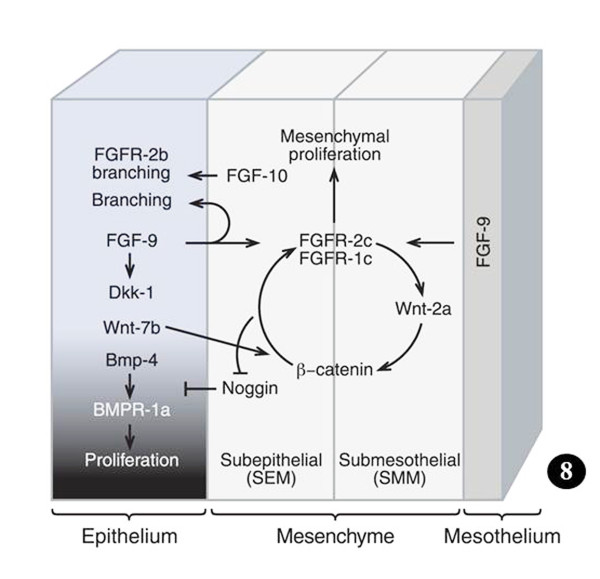 Mesenchymal
proliferation
FGFR-2b
branching
FGF-10
Branching
FGF-9
FGFR-2c
FGFR-1c
FGF-9
Dkk-1
Wnt-2a
Wnt-7b
Bmp-4
β–catenin
Noggin
BMPR-1a
Proliferation
Subepithelial
(SEM)
Submesothelial
(SMM)
8
Epithelium
Mesenchyme
Mesothelium